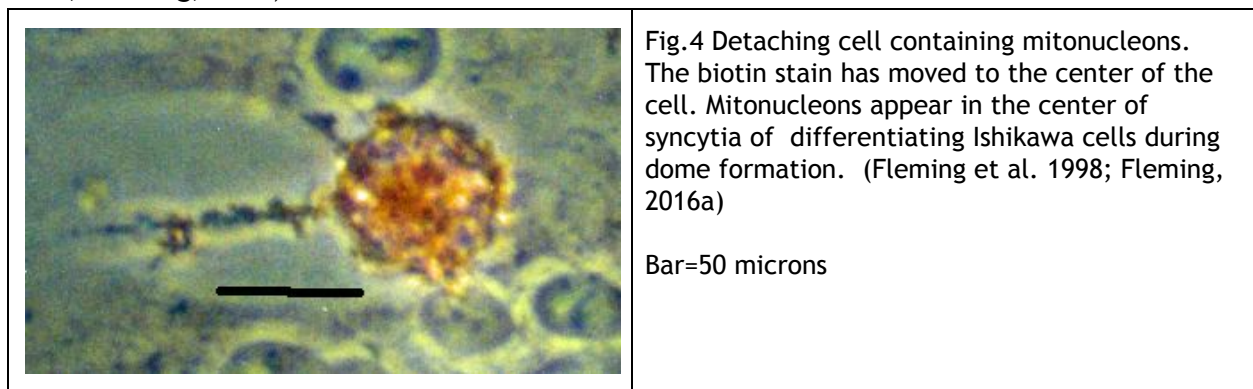 Fig.4 Detaching cell containing mitonucleons.
The biotin stain has moved to the center of the
cell. Mitonucleons appear in the center of
syncytia of differentiating Ishikawa cells during
dome formation. (Fleming et al. 1998; Fleming,
2016a)
Bar=50 microns